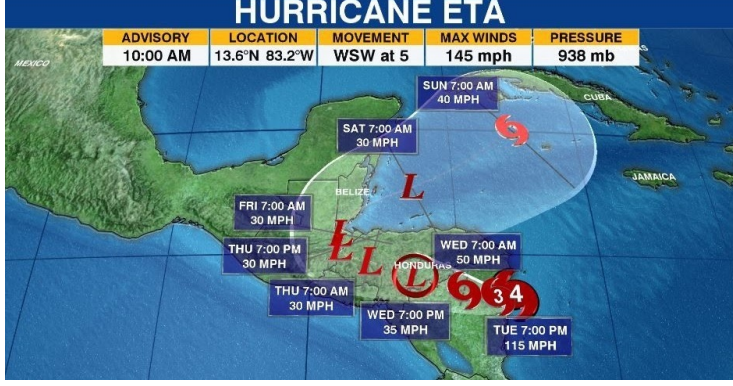 HURRICANE ETA
ADVISORY
10:00 AM
LOCATION
13.6°N 83.2°W
MOVEMENT
WSW at 5
MAX WINDS
145 mph
PRESSURE
938 mb
MEXICO
SUN 7:00 AM
40 MPH
CUBA
SAT 7:00 AM
30 MPH
JAMAICA
BELIZE
L
FRI 7:00 AM
30 MPH
THU 7:00 PM
30 MPH
L
L
L
HONDURAS
WED 7:00 AM
50 MPH
L
3
4
THU 7:00 AM
30 MPH
WED 7:00 PM
35 MPH
TUE 7:00 PM
115 MPH